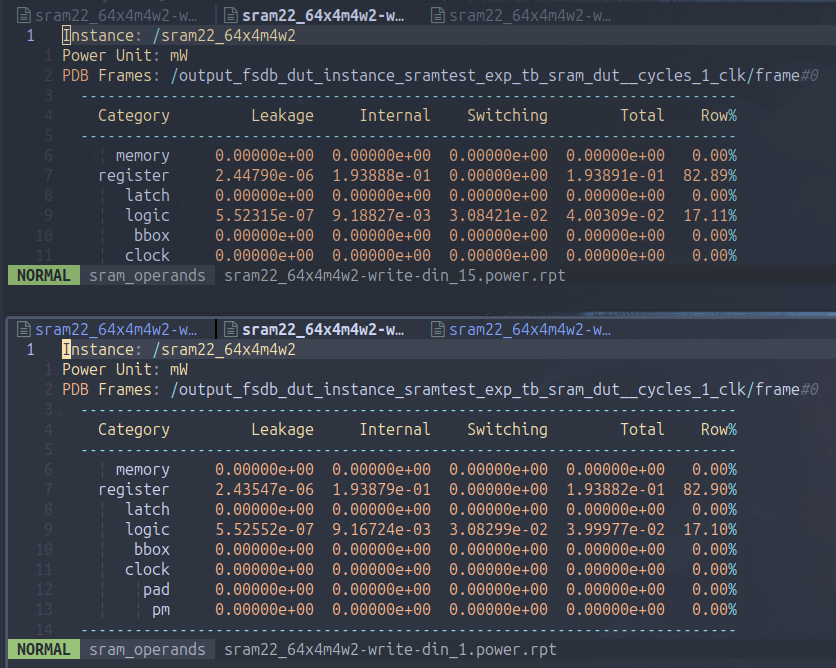 sram22_64x4m4w2-w… sram22_64x4m4w2-w… sram22_64x4m4w2-w…
1 Instance: /sram22_64x4m4w2
1 Power Unit: mW
2 PDB Frames: /output_fsdb_dut_instance_sramtest_exp_tb_sram_dut__cycles_1_clk/frame#0
3 -------------------------------------------------------------------------
4 Category Leakage Internal Switching Total Row%
5 -------------------------------------------------------------------------
6 memory 0.00000e+00 0.00000e+00 0.00000e+00 0.00000e+00 0.00%
7 register 2.44790e-06 1.93888e-01 0.00000e+00 1.93891e-01 82.89%
8 latch 0.00000e+00 0.00000e+00 0.00000e+00 0.00000e+00 0.00%
9 logic 5.52315e-07 9.18827e-03 3.08421e-02 4.00309e-02 17.11%
10 bbox 0.00000e+00 0.00000e+00 0.00000e+00 0.00000e+00 0.00%
11 clock 0.00000e+00 0.00000e+00 0.00000e+00 0.00000e+00 0.00%
NORMAL sram_operands sram22_64x4m4w2-write-din_15.power.rpt
sram22_64x4m4w2-w… sram22_64x4m4w2-w… sram22_64x4m4w2-w…
1 Instance: /sram22_64x4m4w2
1 Power Unit: mW
2 PDB Frames: /output_fsdb_dut_instance_sramtest_exp_tb_sram_dut__cycles_1_clk/frame#0
3 -------------------------------------------------------------------------
4 Category Leakage Internal Switching Total Row%
5 -------------------------------------------------------------------------
6 memory 0.00000e+00 0.00000e+00 0.00000e+00 0.00000e+00 0.00%
7 register 2.43547e-06 1.93879e-01 0.00000e+00 1.93882e-01 82.90%
8 latch 0.00000e+00 0.00000e+00 0.00000e+00 0.00000e+00 0.00%
9 logic 5.52552e-07 9.16724e-03 3.08299e-02 3.99977e-02 17.10%
10 bbox 0.00000e+00 0.00000e+00 0.00000e+00 0.00000e+00 0.00%
11 clock 0.00000e+00 0.00000e+00 0.00000e+00 0.00000e+00 0.00%
12 pad 0.00000e+00 0.00000e+00 0.00000e+00 0.00000e+00 0.00%
13 pm 0.00000e+00 0.00000e+00 0.00000e+00 0.00000e+00 0.00%
14 -------------------------------------------------------------------------
NORMAL sram_operands sram22_64x4m4w2-write-din_1.power.rpt